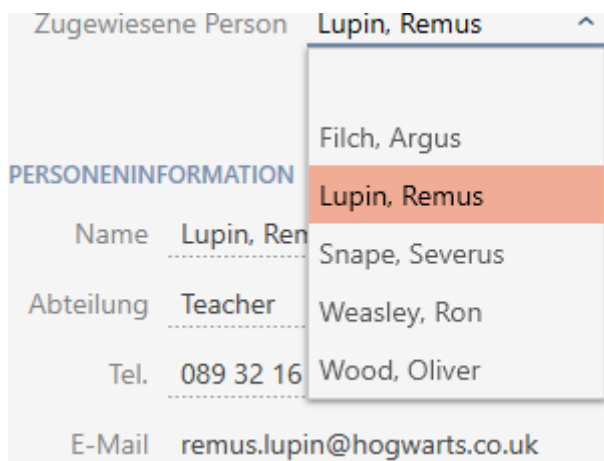 Zugewiesene Person Lupin, Remus
Filch, Argus
PERSONENINFORMATION
Lupin, Remus
Name Lupin,
Snape, Severus
Abteilung Teacher
Weasley, Ron
Tel. 089 32 16
Wood, Oliver
E-Mail remus.lupin@hogwarts.co.uk